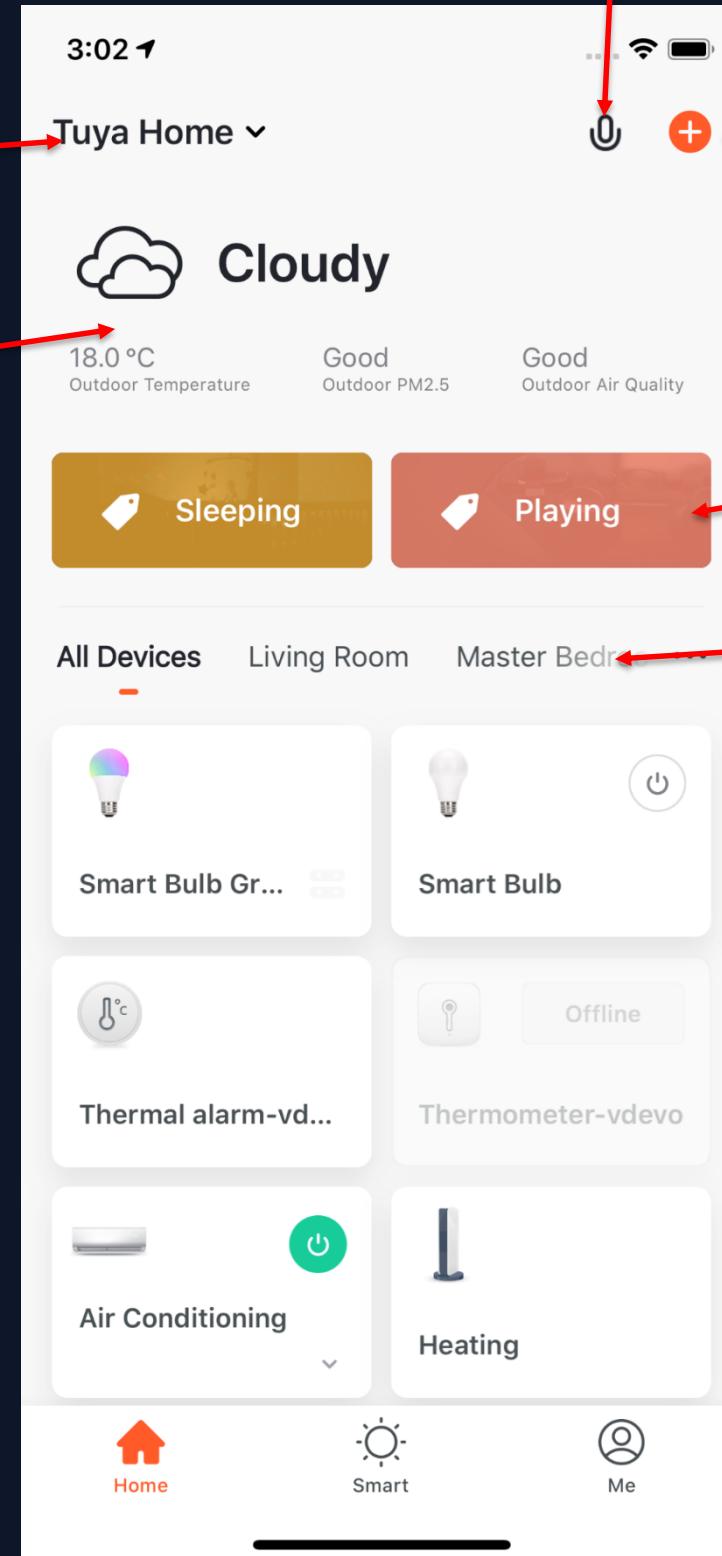 3:02
Tuya Home
Cloudy
18.0 °C Good Good
Outdoor Temperature Outdoor PM2.5 Outdoor Air Quality
Sleeping Playing
All Devices Living Room Master Bedr
Smart Bulb Gr... Smart Bulb
°C Offline
Thermal alarm-vd... Thermometer-vdevo
Air Conditioning
Heating
Home Smart Me